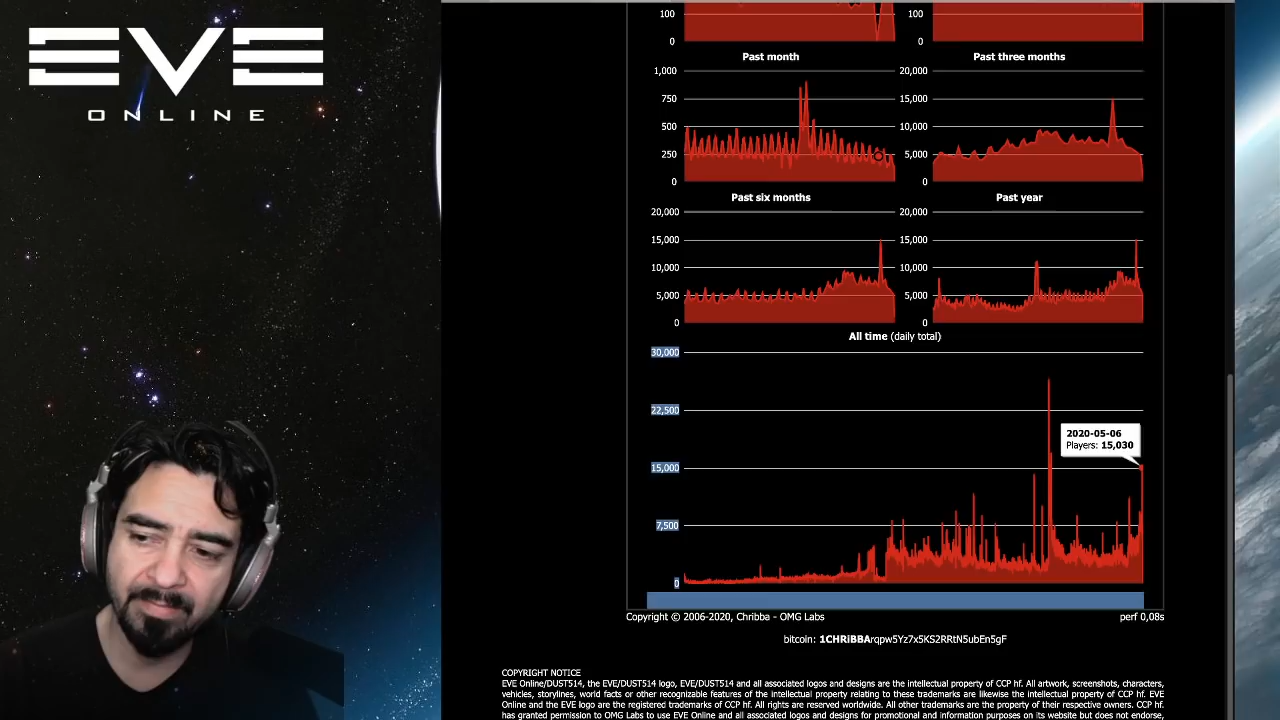 EVE
ONLINE
100
0
100
0
Past month
Past three months
1,000
750
500
250
0
20,000
15,000
10,000
5,000
0
Past six months
Past year
20,000
15,000
10,000
5,000
0
20,000
15,000
10,000
5,000
0
All time (daily total)
30,000
22,500
15,000
7,500
0
2020-05-06
Players: 15,030
Copyright © 2006-2020, Chribba - OMG Labs
perf 0,08s
bitcoin: 1CHRiBBArqpw5Yz7x5KS2RRtN5ubEn5gF
COPYRIGHT NOTICE
EVE Online/DUST514, the EVE/DUST514 logo, EVE/DUST514 and all associated logos and designs are the intellectual property of CCP hf. All artwork, screenshots, characters,
vehicles, storylines, world facts or other recognizable features of the intellectual property relating to these trademarks are likewise the intellectual property of CCP hf. EVE
Online and the EVE logo are the registered trademarks of CCP hf. All rights are reserved worldwide. All other trademarks are the property of their respective owners. CCP hf.
has granted permission to OMG Labs to use EVE Online and all associated logos and designs for promotional and information purposes on its website but does not endorse,